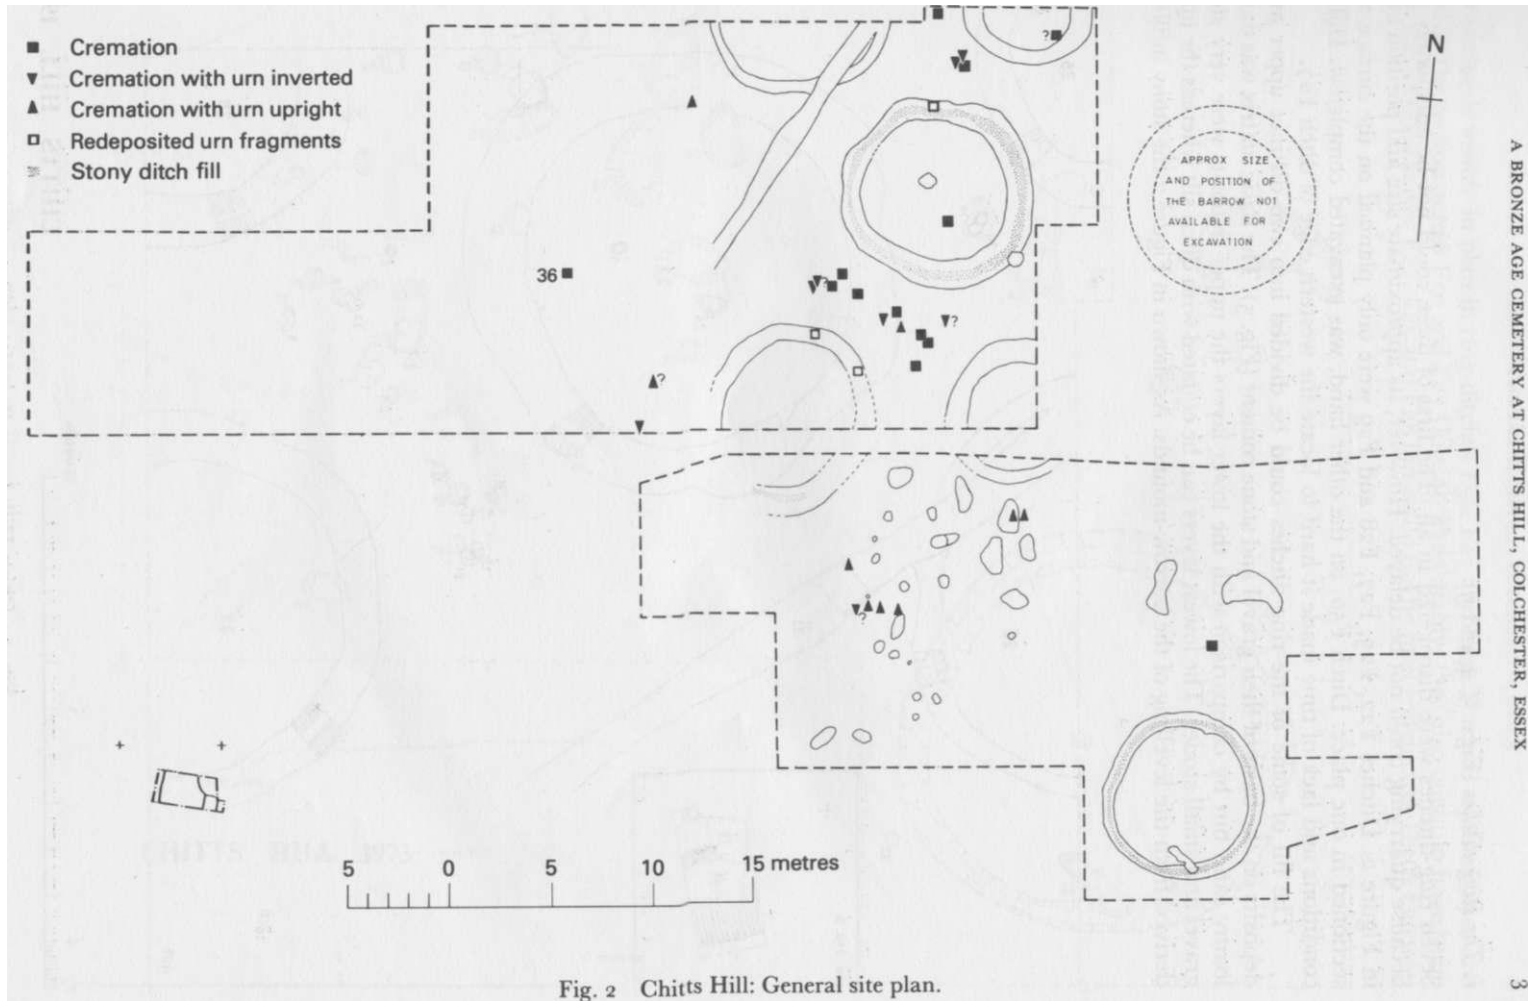 Cremation
Cremation with urn inverted
Cremation with urn upright
Redeposited urn fragments
Stony ditch fill
?
N
APPROX SIZE
AND POSITION OF
THE BARROW NOT
AVAILABLE FOR
EXCAVATION
36
?
?
?
?
5 0 5 10 15 metres
Fig. 2 Chitts Hill: General site plan.
A BRONZE AGE CEMETERY AT CHITTS HILL, COLCHESTER, ESSEX
3